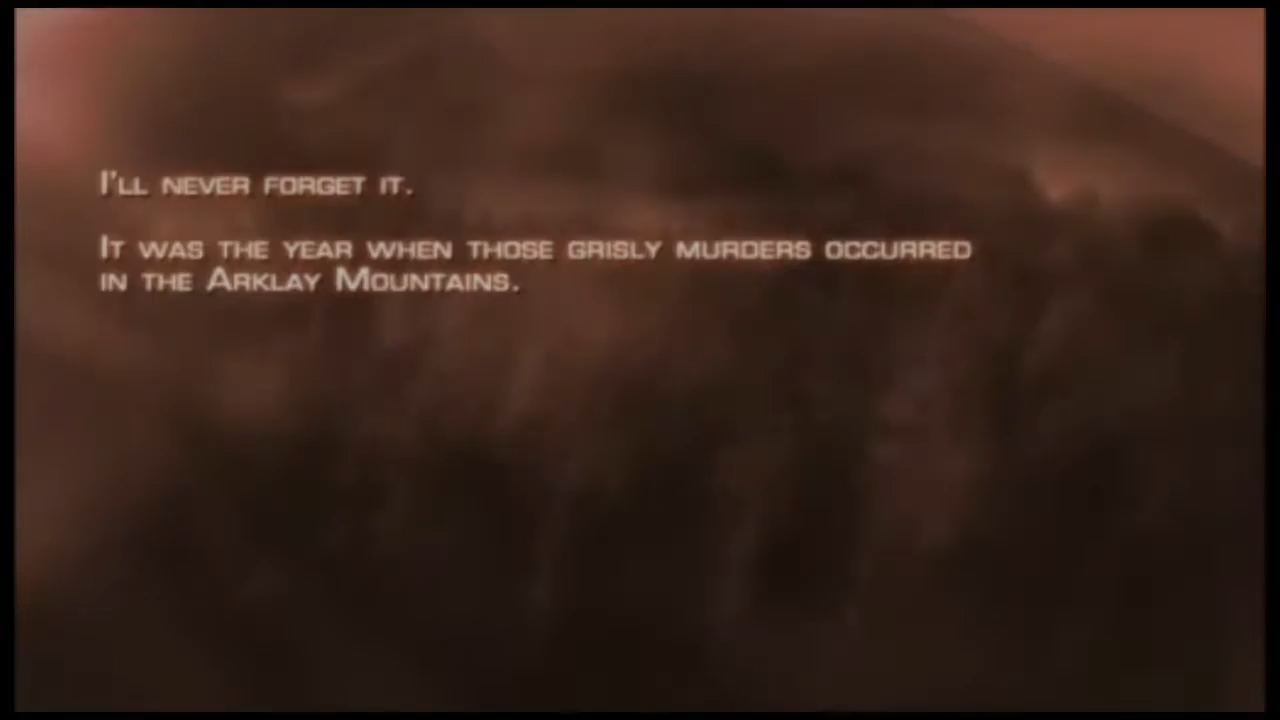 I'll never forget it.
It was the year when those grisly murders occurred
in the Arklay Mountains.